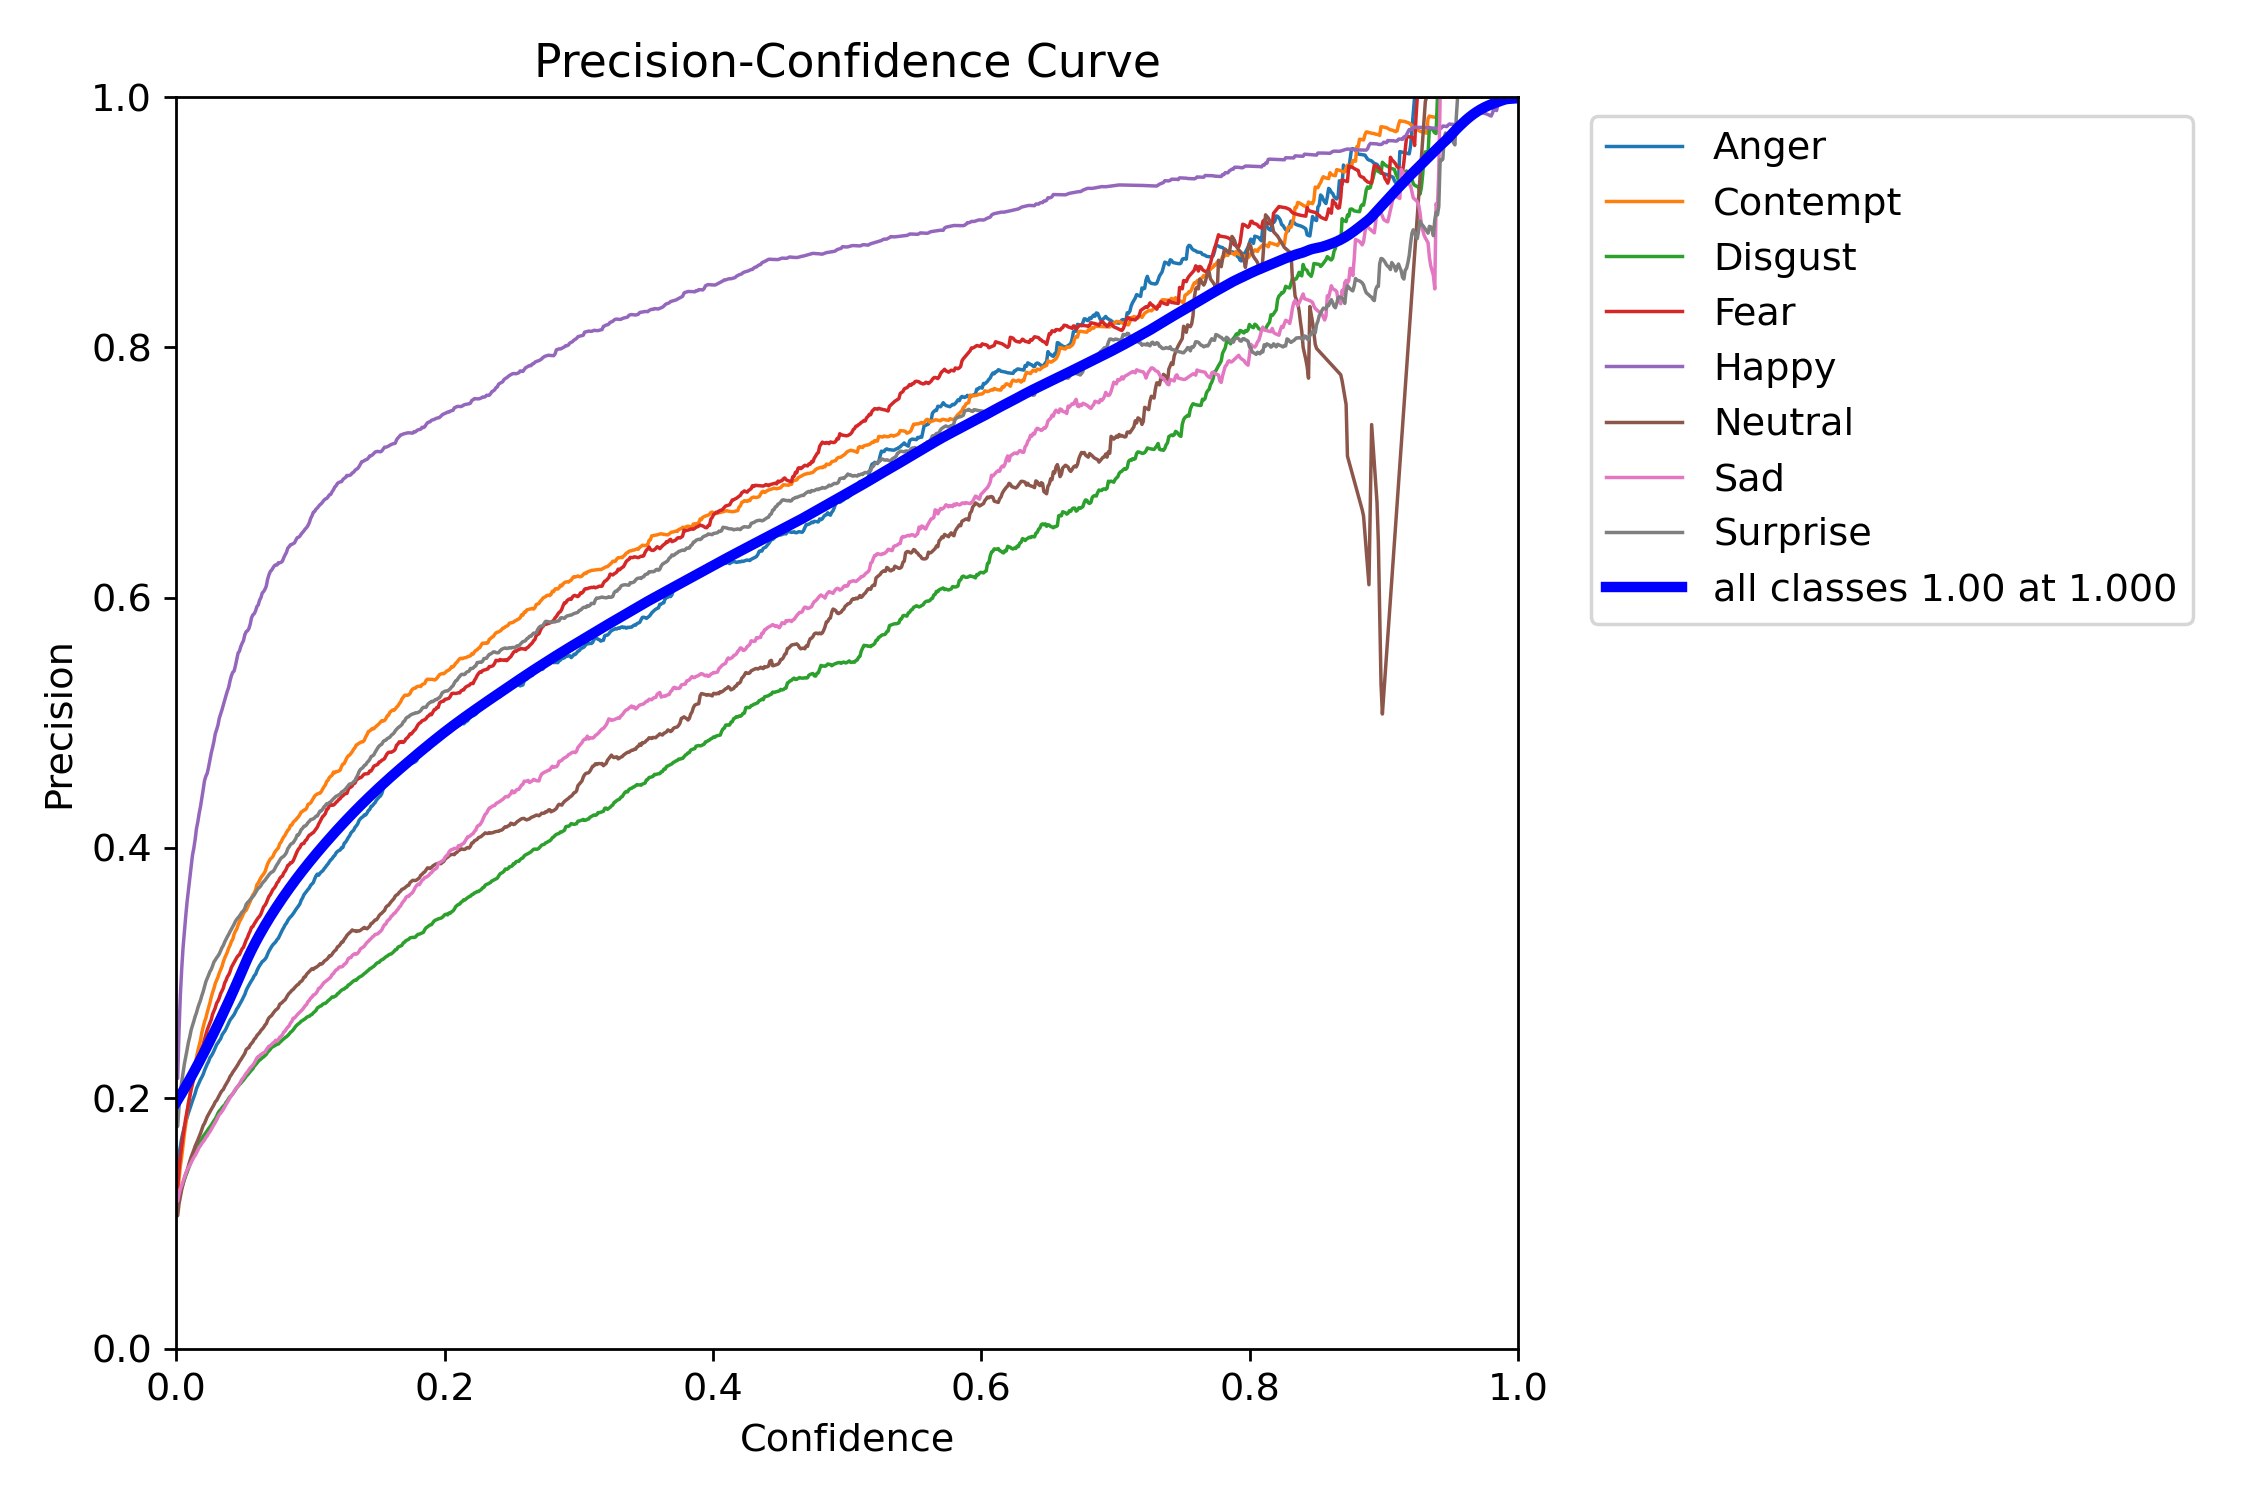 Precision-Confidence Curve
1.0
0.8
0.6
0.4
0.2
0.0
Precision
0.0 0.2 0.4 0.6 0.8 1.0
Confidence
Anger
Contempt
Disgust
Fear
Happy
Neutral
Sad
Surprise
all classes 1.00 at 1.000